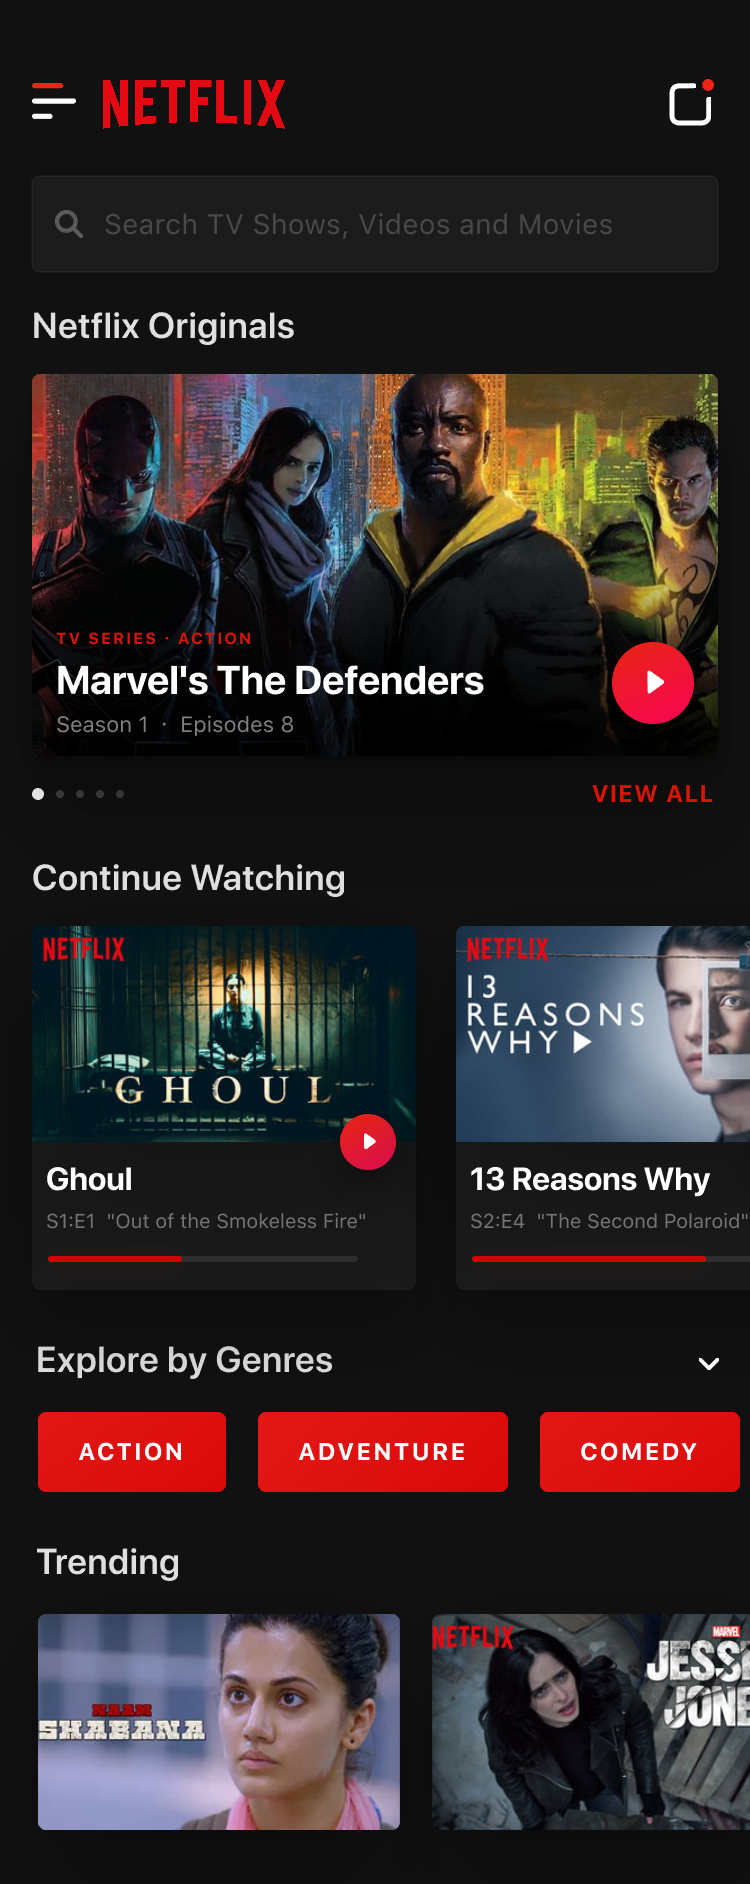 NETFLIX
Search TV Shows, Videos and Movies
Netflix Originals
TV SERIES · ACTION
Marvel's The Defenders
Season 1 · Episodes 8
VIEW ALL
Continue Watching
NETFLIX
GHOUL
Ghoul
S1:E1 "Out of the Smokeless Fire"
NETFLIX
13
REASONS
WHY
13 Reasons Why
S2:E4 "The Second Polaroid"
Explore by Genres
ACTION
ADVENTURE
COMEDY
Trending
NAAM
SHABANA
NETFLIX
MARVEL
JESS
JONE